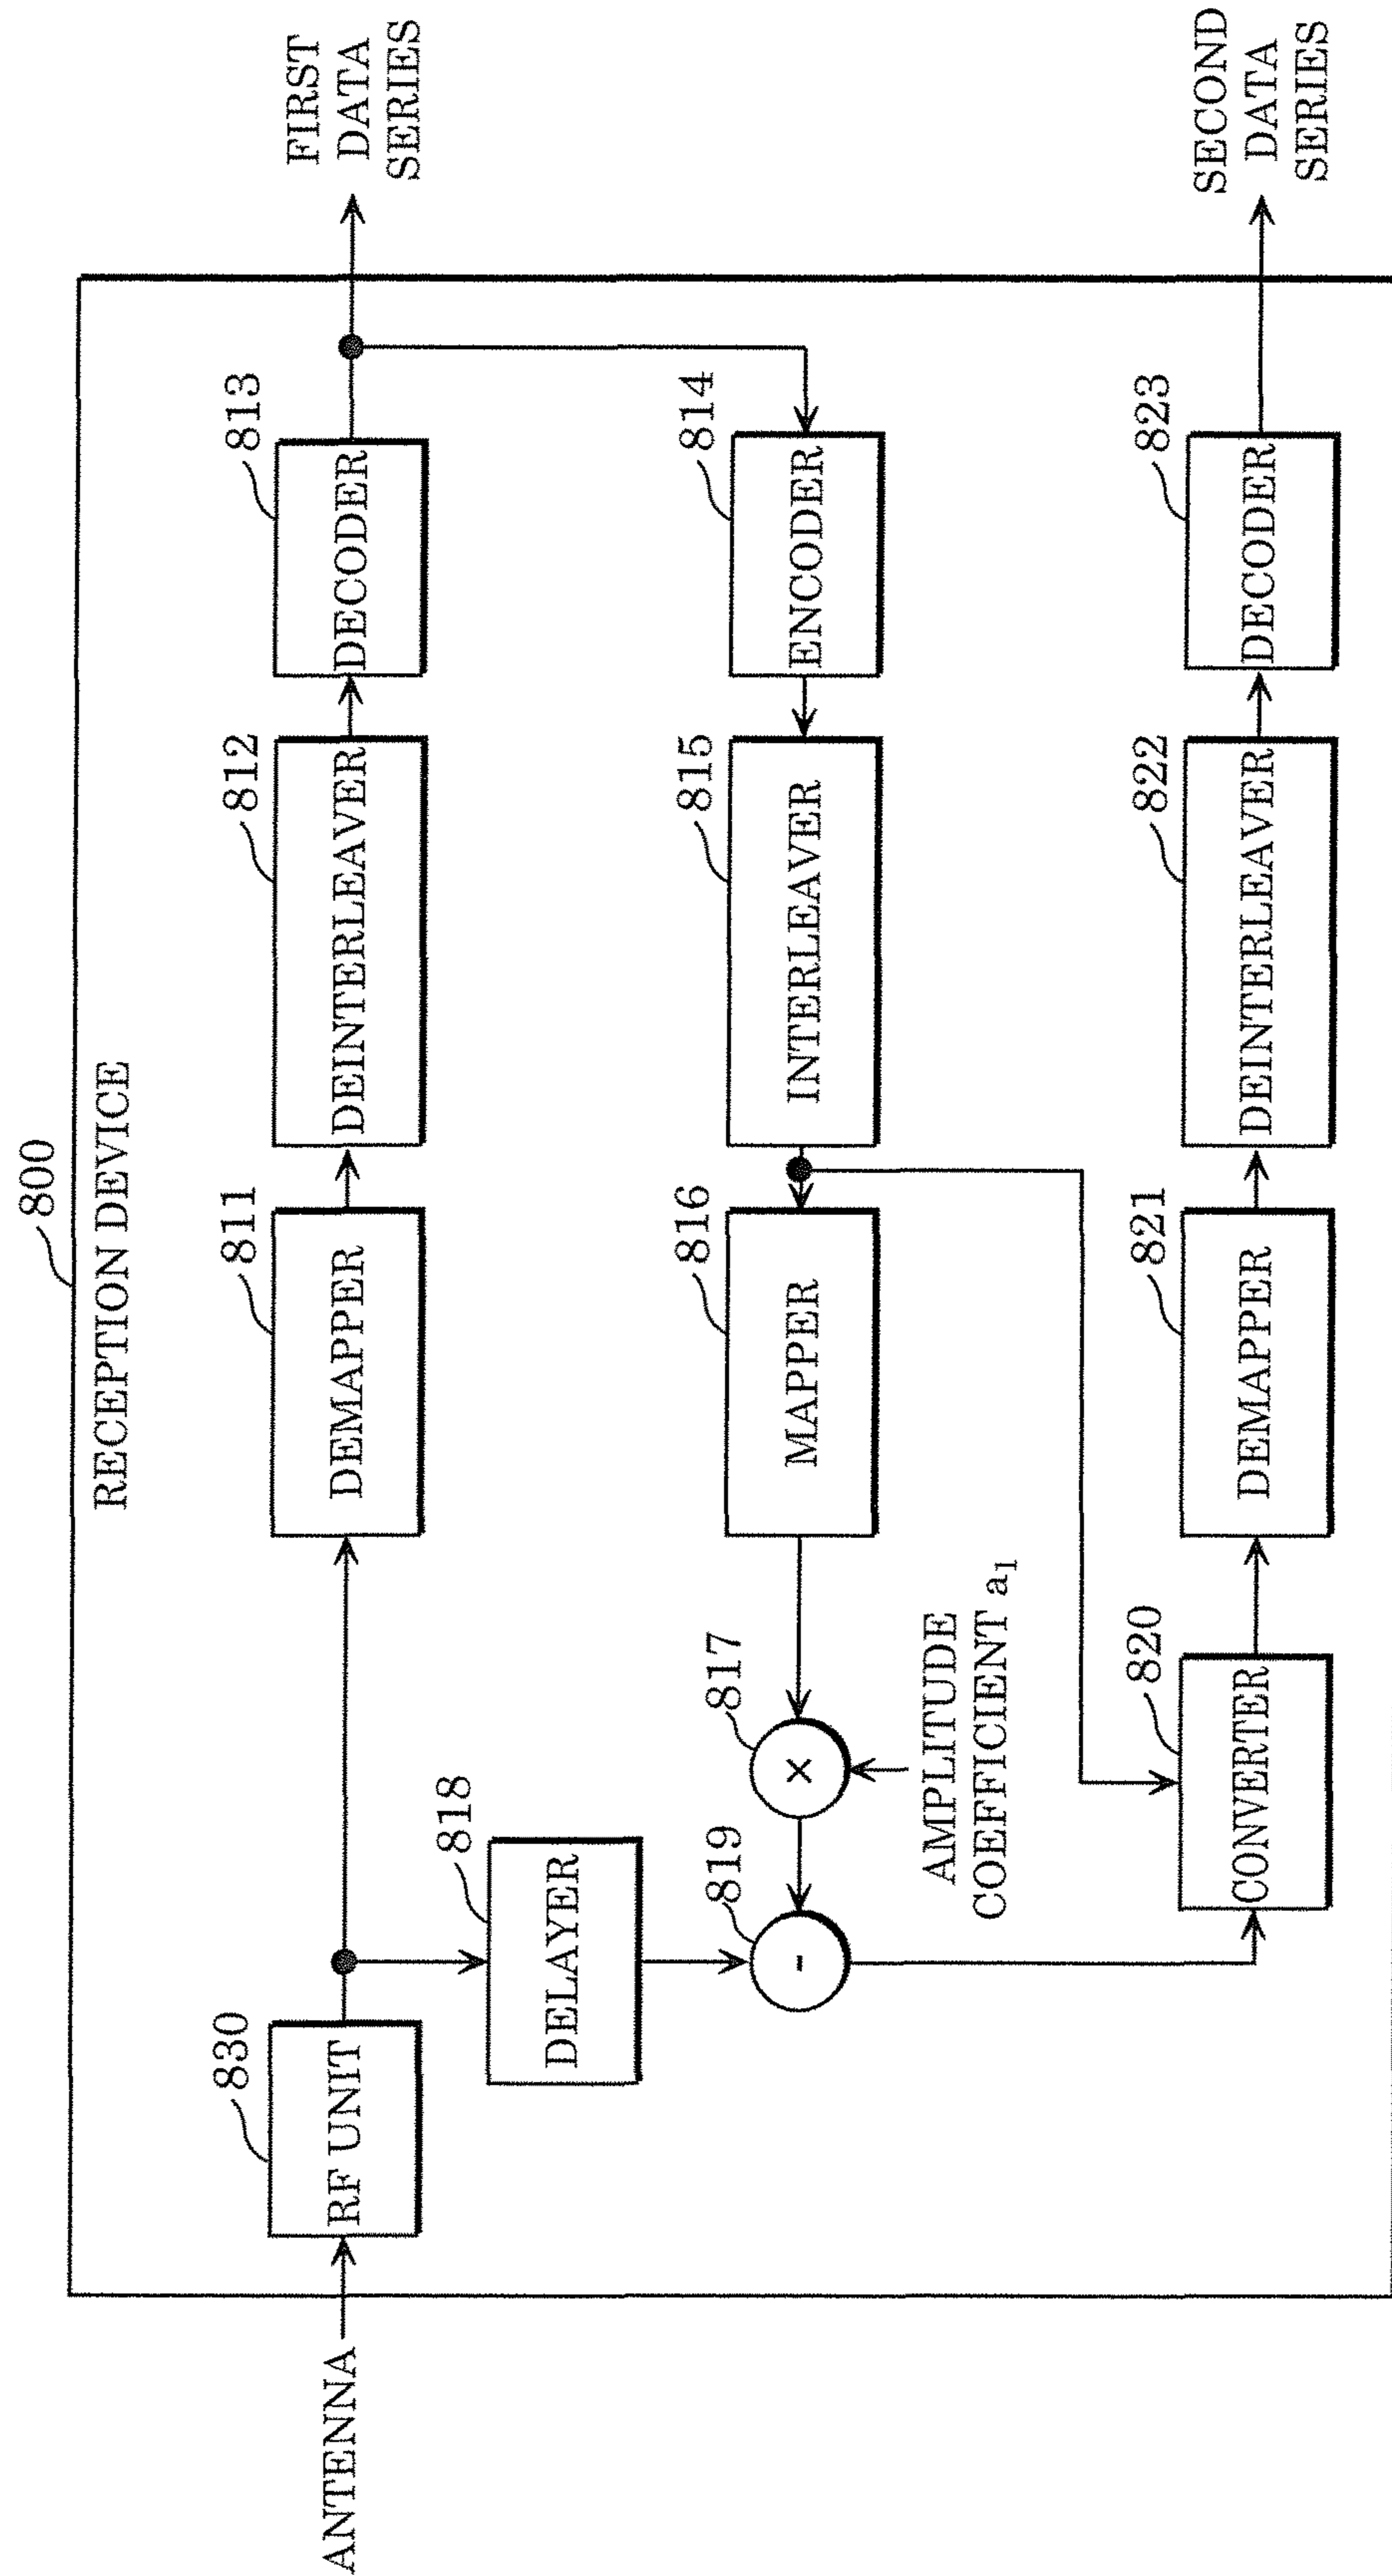 800
RECEPTION DEVICE
ANTENNA
830
RF UNIT
811
DEMAPPER
812
DEINTERLEAVER
813
DECODER
FIRST
DATA
SERIES
818
DELAYER
819
-
817
×
AMPLITUDE
COEFFICIENT a₁
816
MAPPER
815
INTERLEAVER
814
ENCODER
820
CONVERTER
821
DEMAPPER
822
DEINTERLEAVER
823
DECODER
SECOND
DATA
SERIES